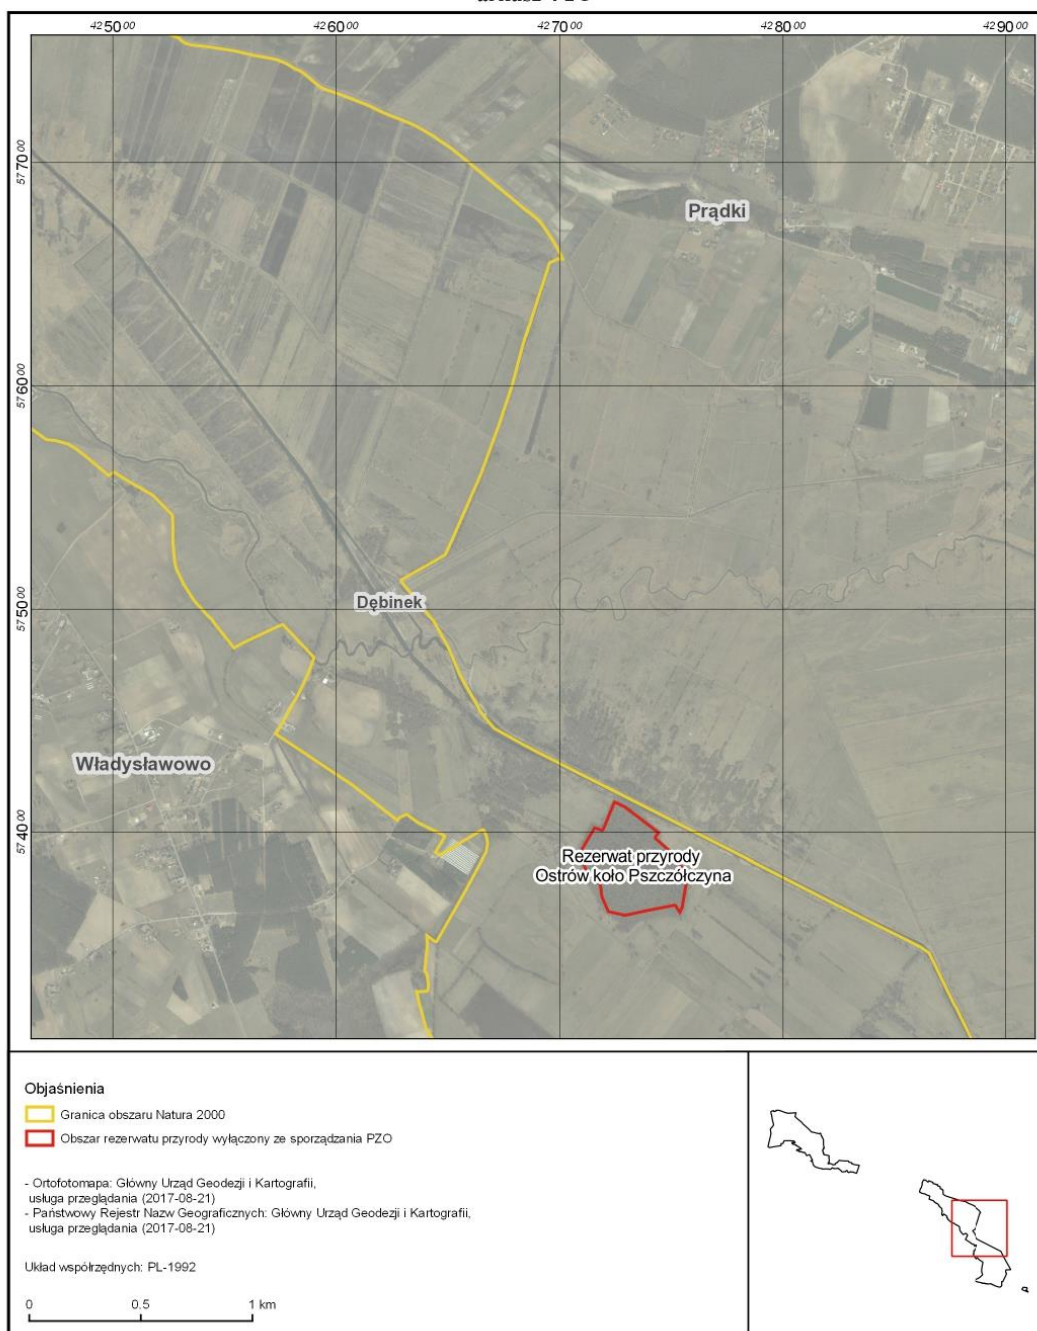 4250⁰⁰ 4260⁰⁰ 4270⁰⁰ 4280⁰⁰ 4290⁰⁰
5770⁰⁰
Prądki
5760⁰⁰
Dębinek
5750⁰⁰
Władysławowo
5740⁰⁰
Rezerwat przyrody
Ostrów koło Pszczółczyna
Objaśnienia
Granica obszaru Natura 2000
Obszar rezerwatu przyrody wyłączony ze sporządzania PZO
- Ortofotomapa: Główny Urząd Geodezji i Kartografii,
usługa przeglądania (2017-08-21)
- Państwowy Rejestr Nazw Geograficznych: Główny Urząd Geodezji i Kartografii,
usługa przeglądania (2017-08-21)
Układ współrzędnych: PL-1992
0 0.5 1 km